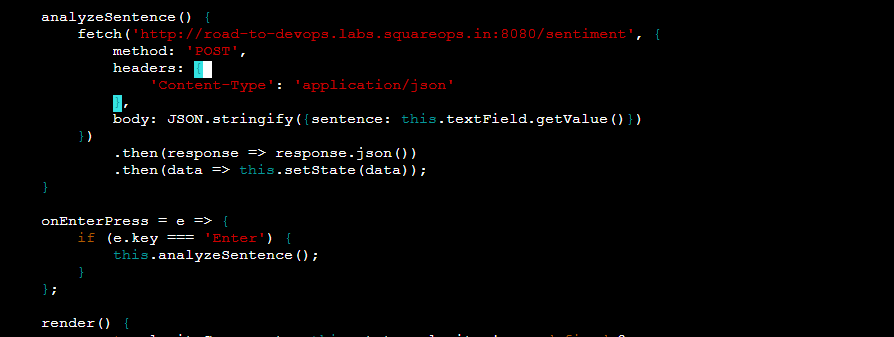 analyzeSentence() {
fetch('http://road-to-devops.labs.squareops.in:8080/sentiment', {
method: 'POST',
headers: {
'Content-Type': 'application/json'
},
body: JSON.stringify({sentence: this.textField.getValue()})
})
.then(response => response.json())
.then(data => this.setState(data));
}
onEnterPress = e => {
if (e.key === 'Enter') {
this.analyzeSentence();
}
};
render() {